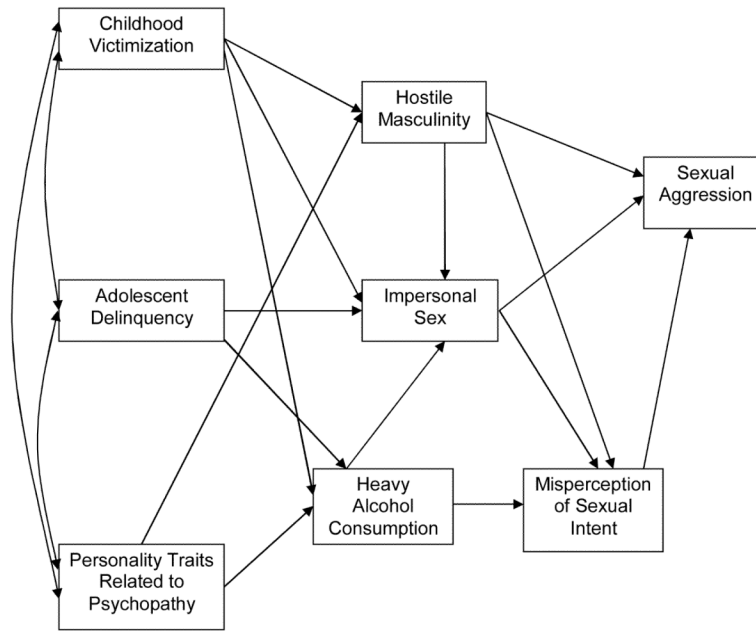 Childhood
Victimization
Hostile
Masculinity
Sexual
Aggression
Adolescent
Delinquency
Impersonal
Sex
Heavy
Alcohol
Consumption
Misperception
of Sexual
Intent
Personality Traits
Related to
Psychopathy